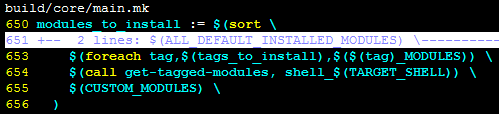 build/core/main.mk
650 modules_to_install := $(sort \
651 +-- 2 lines: $(ALL_DEFAULT_INSTALLED_MODULES) \----------
653 $(foreach tag,$(tags_to_install),$($(tag)_MODULES)) \
654 $(call get-tagged-modules, shell_$(TARGET_SHELL)) \
655 $(CUSTOM_MODULES) \
656 )